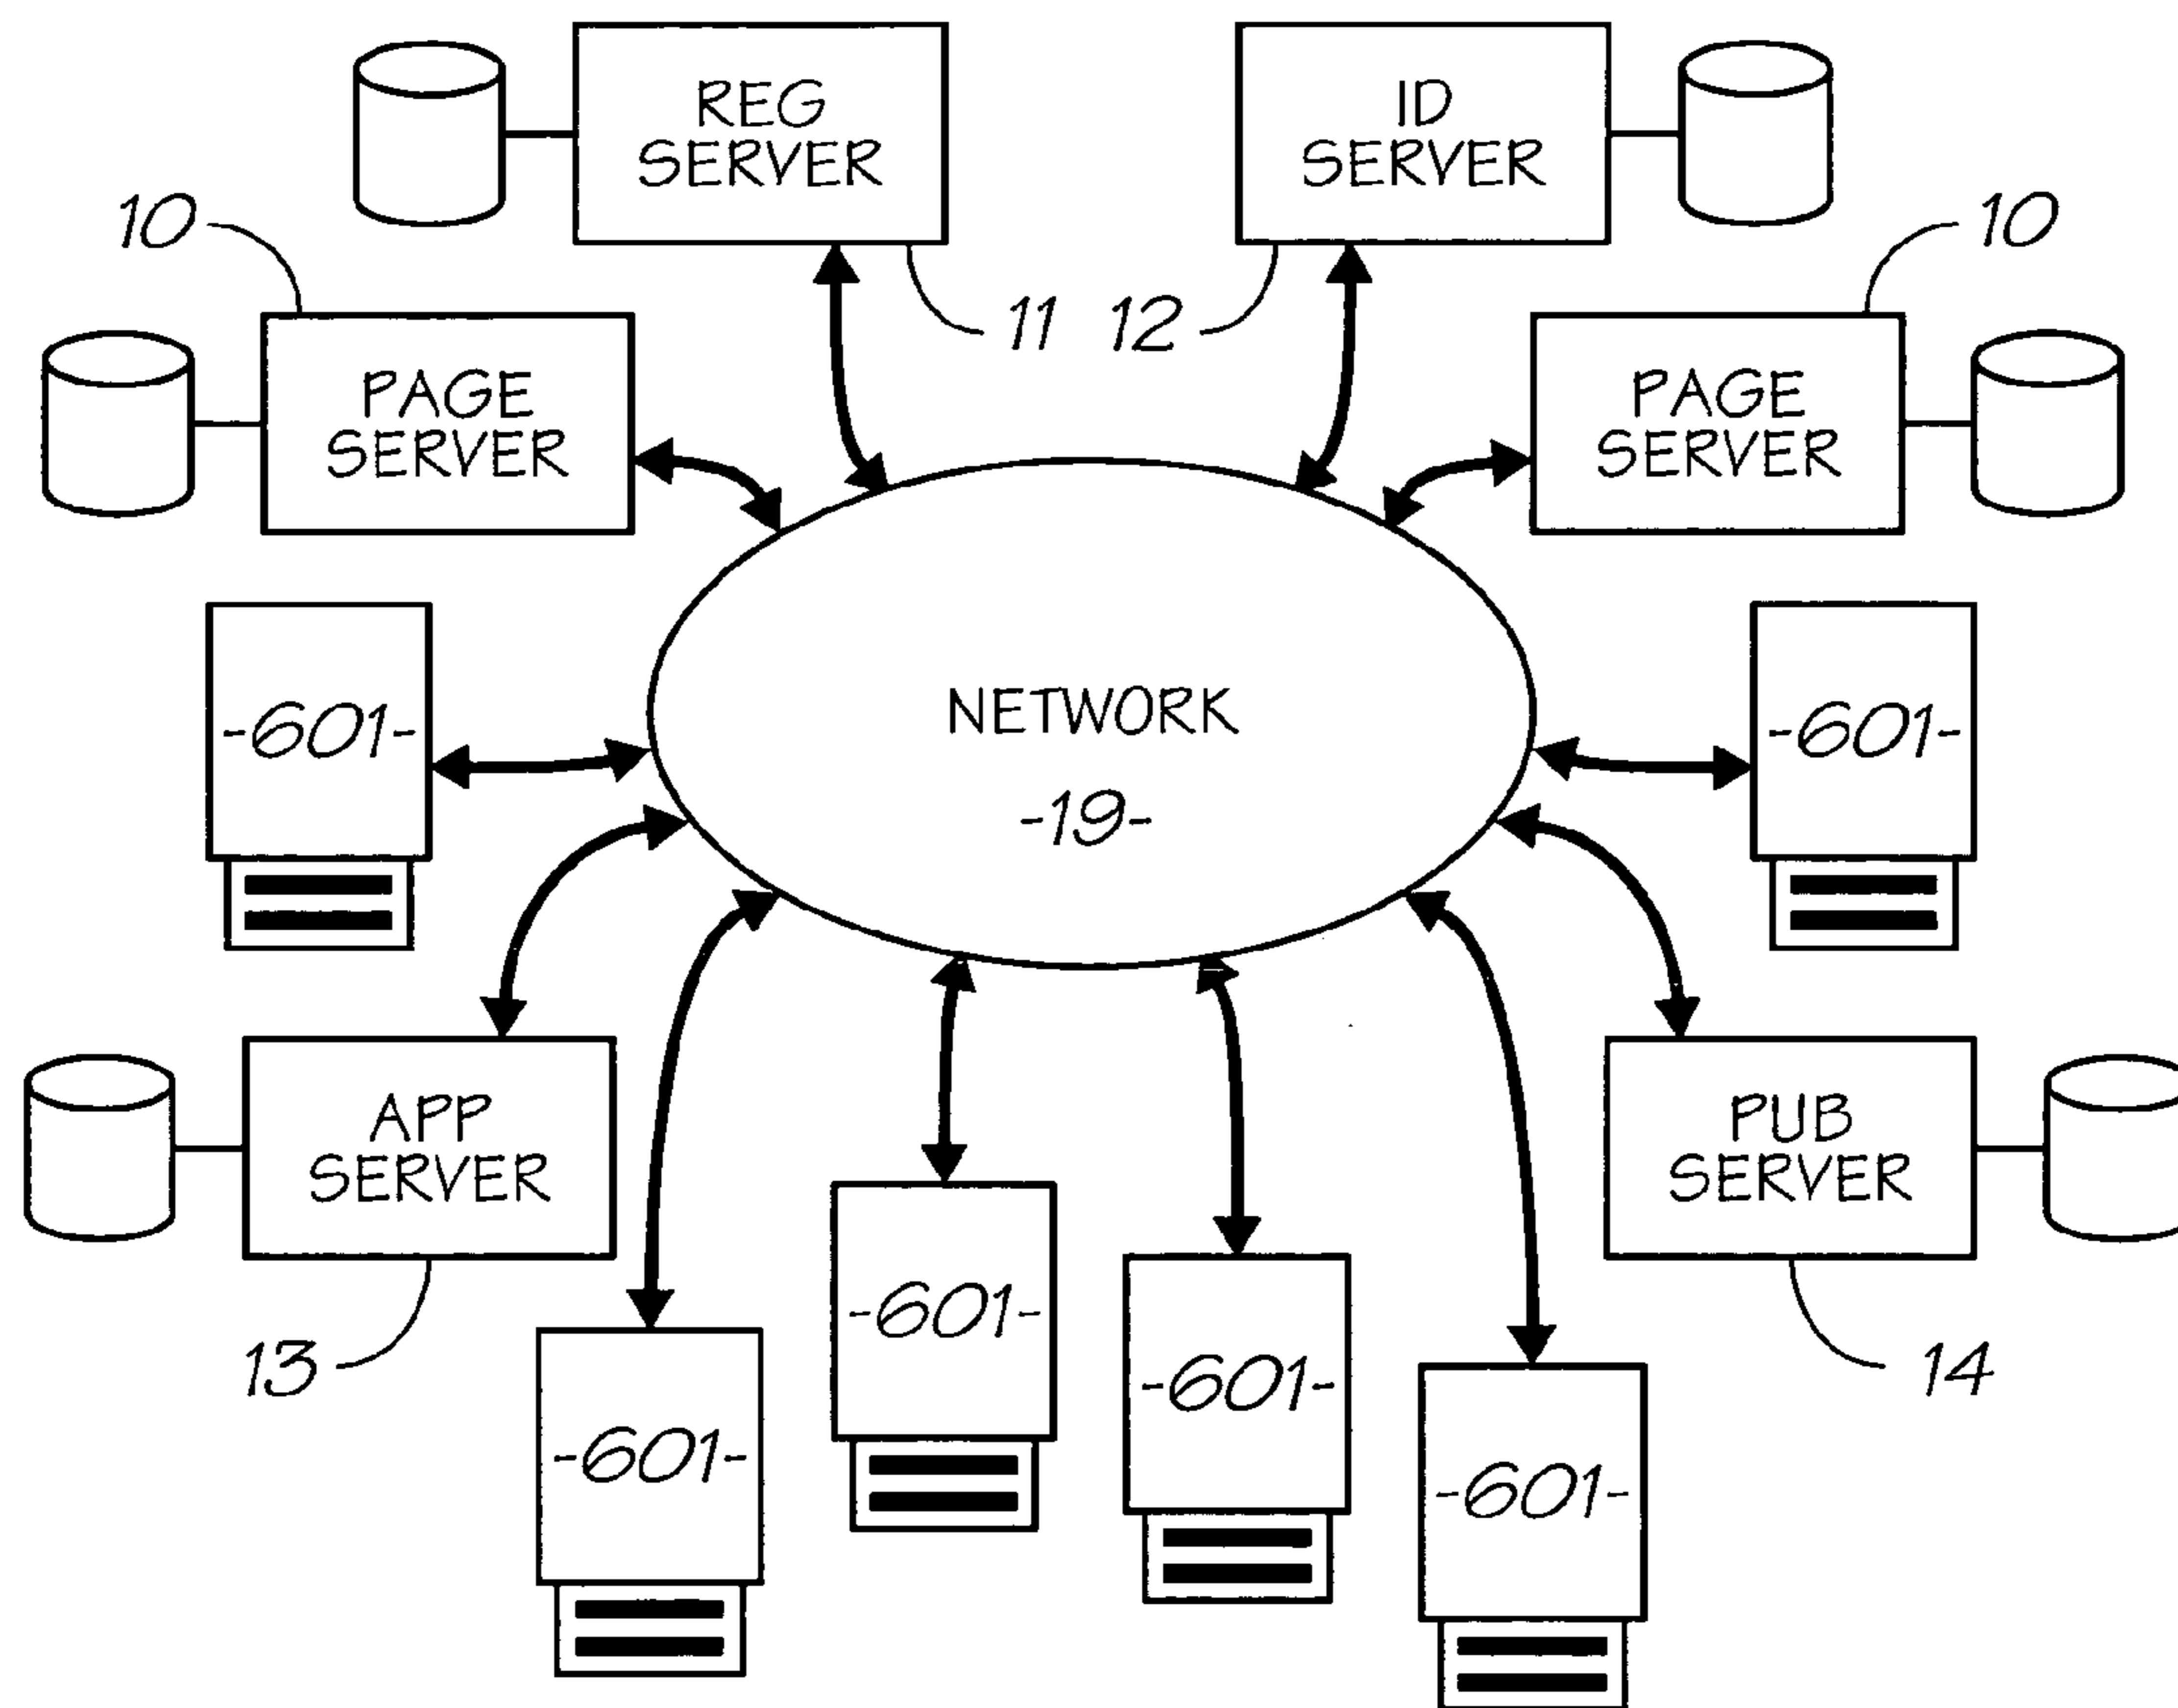 REG
SERVER
ID
SERVER
10
10
11
12
PAGE
SERVER
PAGE
SERVER
-601-
NETWORK
-19-
-601-
APP
SERVER
PUB
SERVER
13
-601-
-601-
-601-
-601-
14